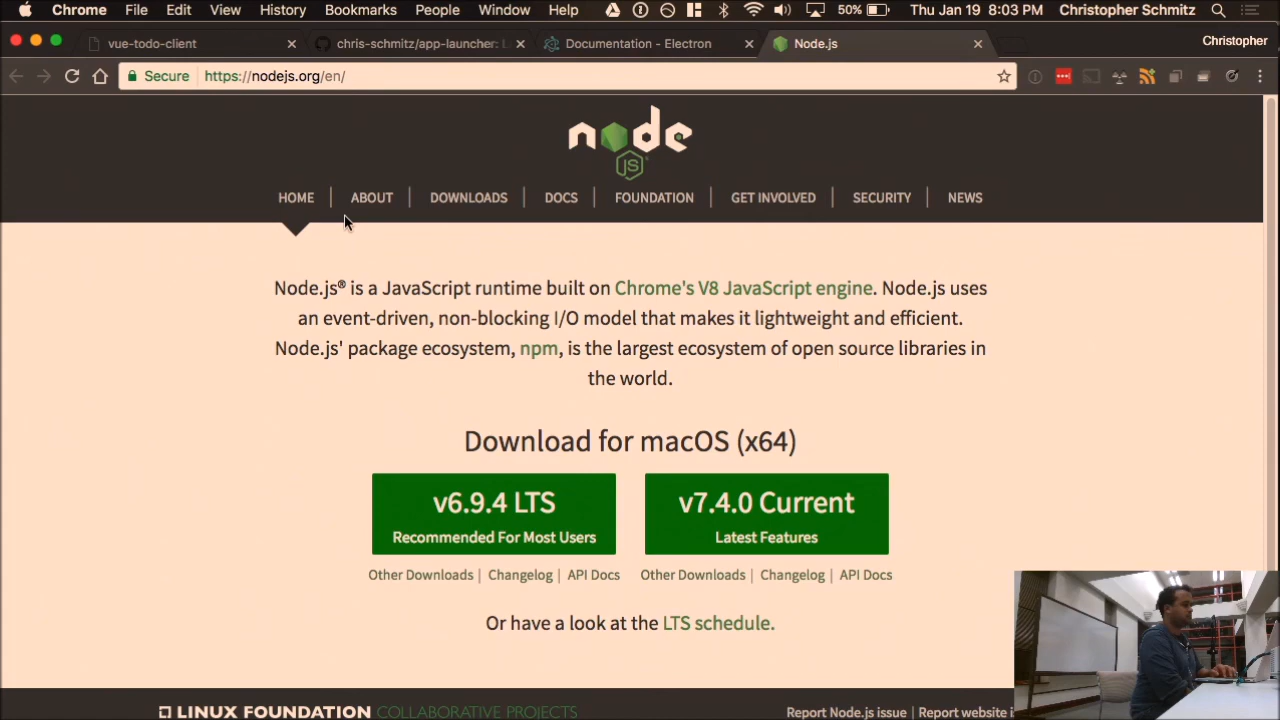 Chrome File Edit View History Bookmarks People Window Help 50% Thu Jan 19 8:03 PM Christopher Schmitz
vue-todo-client chris-schmitz/app-launcher: L Documentation - Electron Node.js Christopher
Secure https://nodejs.org/en/
node
JS
HOME | ABOUT | DOWNLOADS | DOCS | FOUNDATION | GET INVOLVED | SECURITY | NEWS
Node.js® is a JavaScript runtime built on Chrome's V8 JavaScript engine. Node.js uses
an event-driven, non-blocking I/O model that makes it lightweight and efficient.
Node.js' package ecosystem, npm, is the largest ecosystem of open source libraries in
the world.
Download for macOS (x64)
v6.9.4 LTS
Recommended For Most Users
v7.4.0 Current
Latest Features
Other Downloads | Changelog | API Docs
Other Downloads | Changelog | API Docs
Or have a look at the LTS schedule.
LINUX FOUNDATION COLLABORATIVE PROJECTS
Report Node.js issue | Report website i